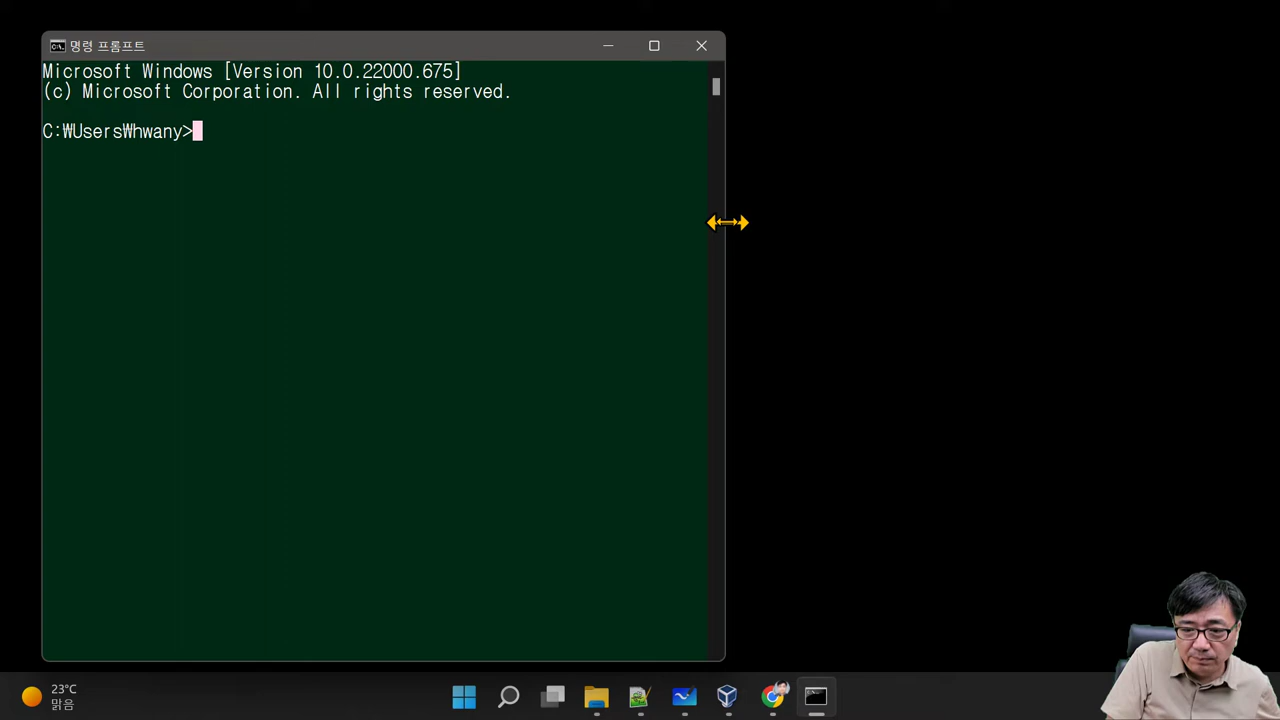 명령 프롬프트
Microsoft Windows [Version 10.0.22000.675]
(c) Microsoft Corporation. All rights reserved.
C:₩Users₩hwany>
23°C
맑음